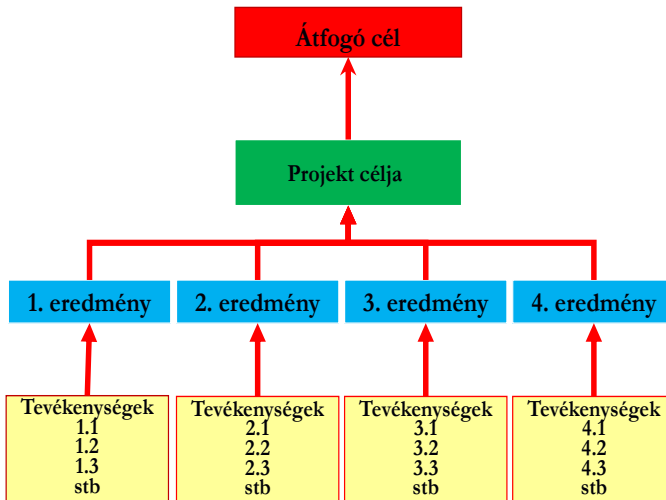 Átfogó cél
Projekt célja
1. eredmény
2. eredmény
3. eredmény
4. eredmény
Tevékenységek
1.1
1.2
1.3
stb
Tevékenységek
2.1
2.2
2.3
stb
Tevékenységek
3.1
3.2
3.3
stb
Tevékenységek
4.1
4.2
4.3
stb